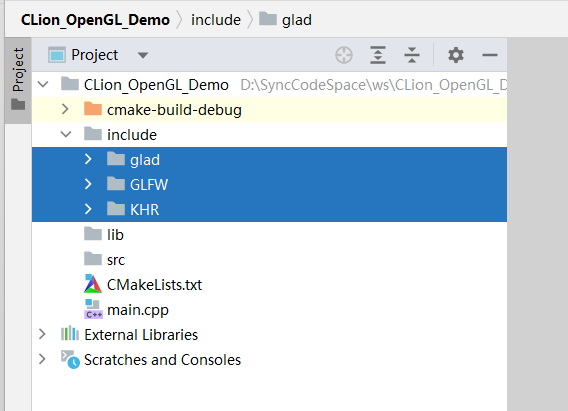 CLion_OpenGL_Demo include glad
Project
Project
CLion_OpenGL_Demo D:\SyncCodeSpace\ws\CLion_OpenGL_D
cmake-build-debug
include
glad
GLFW
KHR
lib
src
CMakeLists.txt
C++ main.cpp
External Libraries
Scratches and Consoles